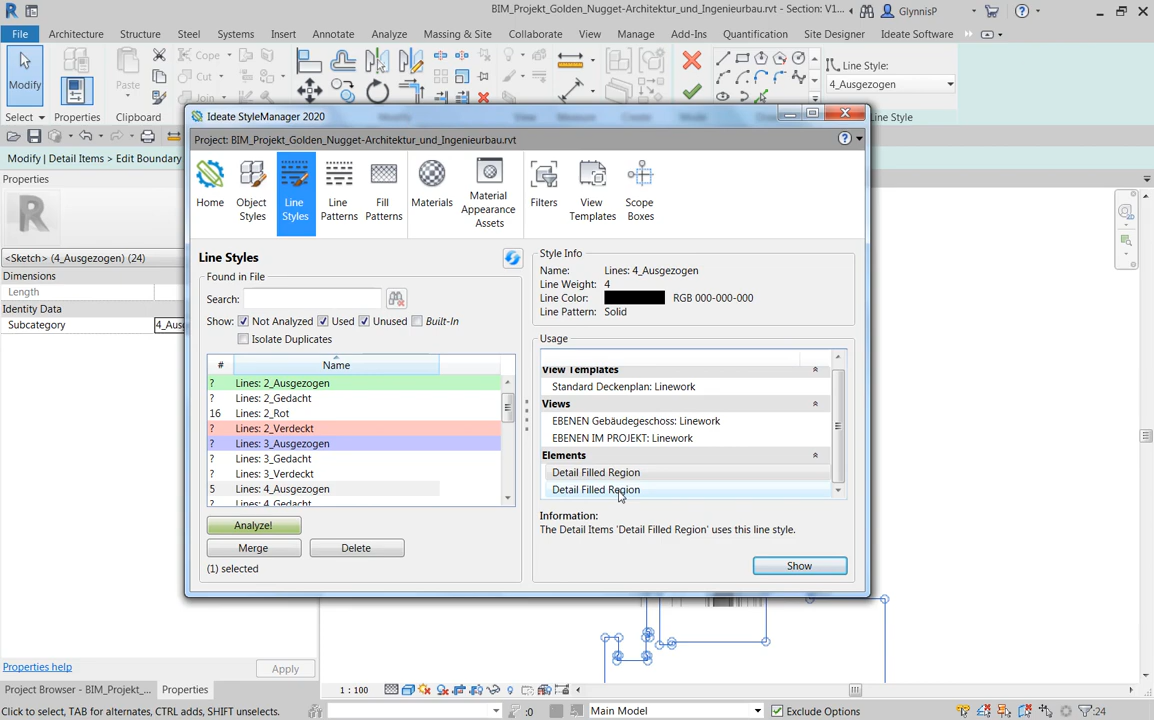 BIM_Projekt_Golden_Nugget-Architektur_und_Ingenieurbau.rvt - Section: V1...
GlynnisP
File
Architecture
Structure
Steel
Systems
Insert
Annotate
Analyze
Massing & Site
Collaborate
View
Manage
Add-Ins
Quantification
Site Designer
Ideate Software
Modify
Paste
Cope
Cut
Join
Line Style:
4_Ausgezogen
Select
Properties
Clipboard
Line Style
Ideate StyleManager 2020
Project: BIM_Projekt_Golden_Nugget-Architektur_und_Ingenieurbau.rvt
Modify | Detail Items > Edit Boundary
Properties
Home
Object Styles
Line Styles
Line Patterns
Fill Patterns
Materials
Material Appearance Assets
Filters
View Templates
Scope Boxes
<Sketch> (4_Ausgezogen) (24)
Dimensions
Length
Identity Data
Subcategory
4_Aus
Line Styles
Found in File
Search:
Show:
Not Analyzed
Used
Unused
Built-In
Isolate Duplicates
#
Name
? Lines: 2_Ausgezogen
? Lines: 2_Gedacht
16 Lines: 2_Rot
? Lines: 2_Verdeckt
? Lines: 3_Ausgezogen
? Lines: 3_Gedacht
? Lines: 3_Verdeckt
5 Lines: 4_Ausgezogen
? Lines: 4_Gedacht
Analyze!
Merge
Delete
(1) selected
Style Info
Name: Lines: 4_Ausgezogen
Line Weight: 4
Line Color: RGB 000-000-000
Line Pattern: Solid
Usage
View Templates
Standard Deckenplan: Linework
Views
EBENEN Gebäudegeschoss: Linework
EBENEN IM PROJEKT: Linework
Elements
Detail Filled Region
Detail Filled Region
Information:
The Detail Items 'Detail Filled Region' uses this line style.
Show
Properties help
Apply
Project Browser - BIM_Projekt_...
Properties
1 : 100
Click to select, TAB for alternates, CTRL adds, SHIFT unselects.
:0
Main Model
Exclude Options
:24